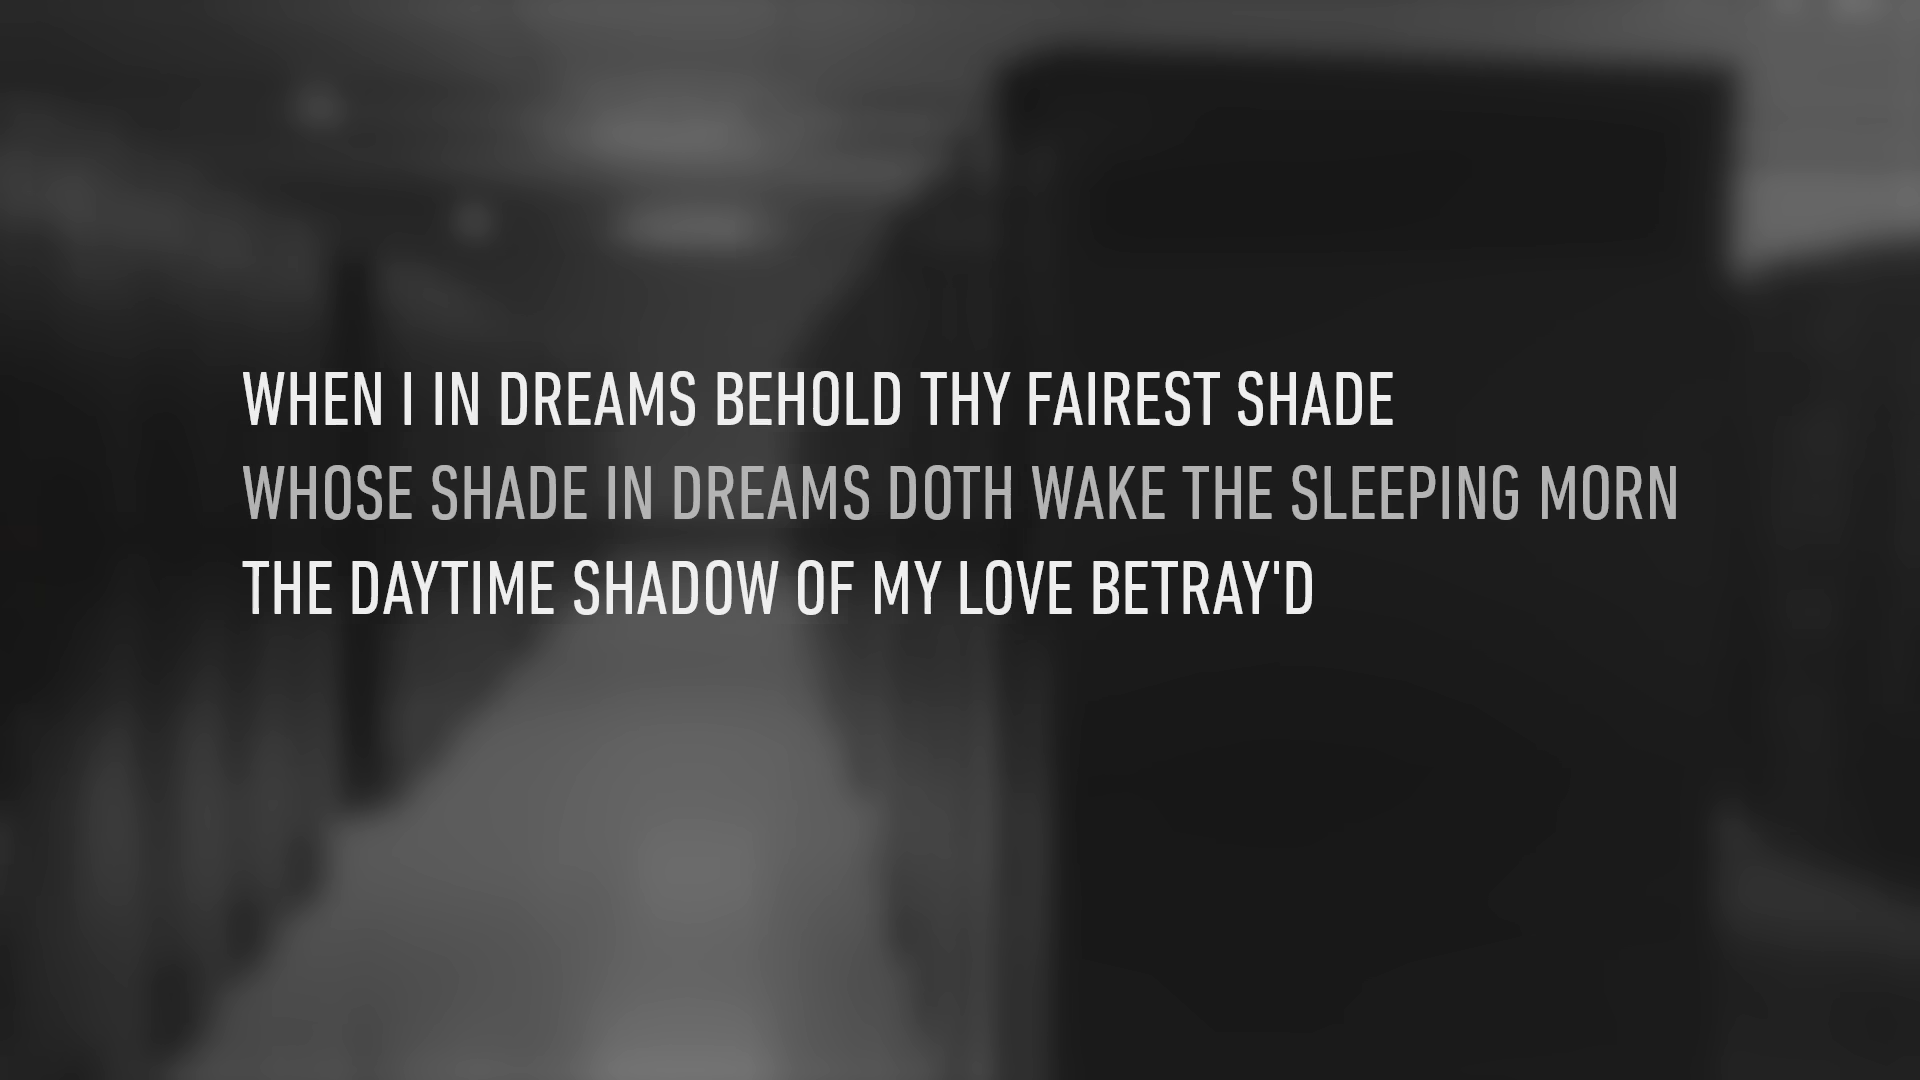 WHEN I IN DREAMS BEHOLD THY FAIREST SHADE
WHOSE SHADE IN DREAMS DOTH WAKE THE SLEEPING MORN
THE DAYTIME SHADOW OF MY LOVE BETRAY'D